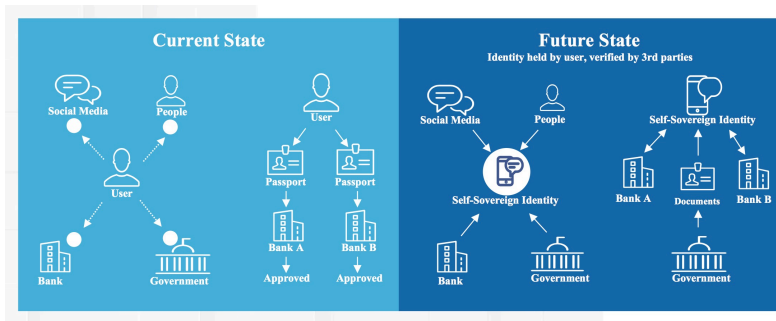 Current State
Social Media
People
User
Bank
Government
User
Passport
Passport
Bank A
Bank B
Approved
Approved
Future State
Identity held by user, verified by 3rd parties
Social Media
People
Self-Sovereign Identity
Bank
Government
Self-Sovereign Identity
Bank A
Documents
Bank B
Government